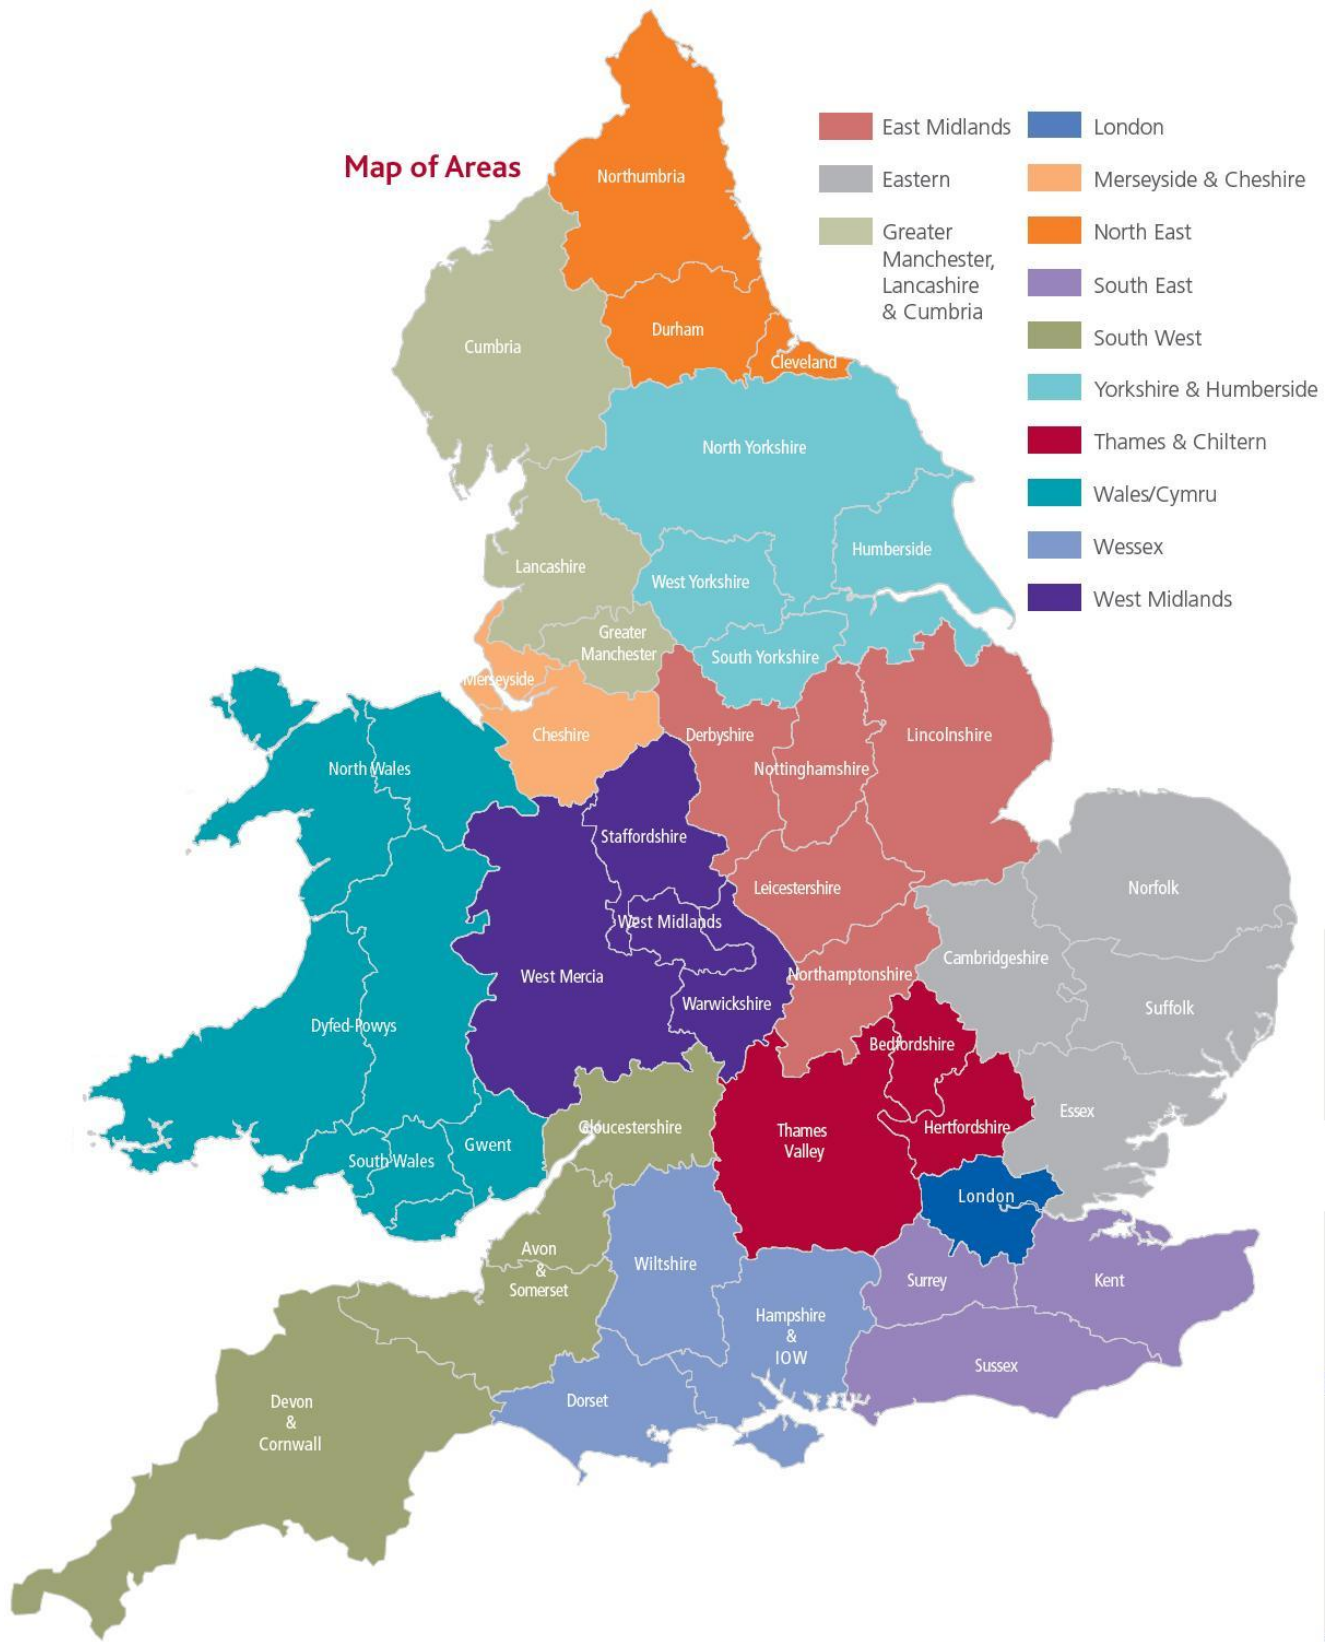 Map of Areas
East Midlands
Eastern
Greater
Manchester,
Lancashire
& Cumbria
London
Merseyside & Cheshire
North East
South East
South West
Yorkshire & Humberside
Thames & Chiltern
Wales/Cymru
Wessex
West Midlands
Northumbria
Durham
Cleveland
Cumbria
North Yorkshire
Humberside
Lancashire
West Yorkshire
Greater
Manchester
South Yorkshire
Merseyside
Cheshire
Derbyshire
Lincolnshire
North Wales
Nottinghamshire
Staffordshire
Leicestershire
Norfolk
West Midlands
Cambridgeshire
West Mercia
Northamptonshire
Warwickshire
Suffolk
Dyfed-Powys
Bedfordshire
Essex
Gloucestershire
Thames
Valley
Hertfordshire
Gwent
South Wales
London
Avon
&
Somerset
Wiltshire
Surrey
Kent
Hampshire
&
IOW
Sussex
Devon
&
Cornwall
Dorset